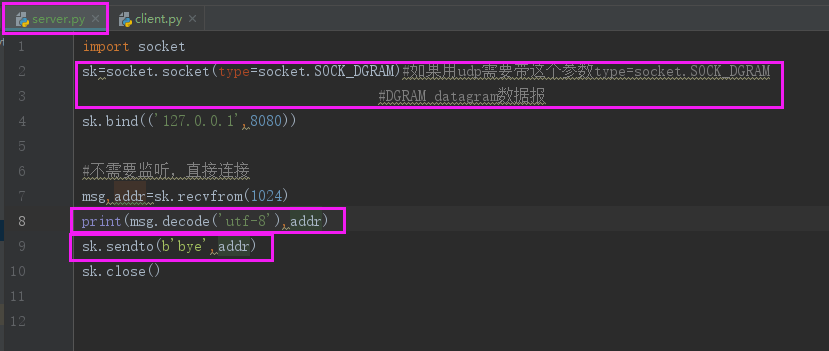 server.py
client.py
1 import socket
2 sk=socket.socket(type=socket.SOCK_DGRAM)#如果用udp需要带这个参数type=socket.SOCK_DGRAM
3 #DGRAM datagram数据报
4 sk.bind(('127.0.0.1',8080))
5
6 #不需要监听,直接连接
7 msg,addr=sk.recvfrom(1024)
8 print(msg.decode('utf-8'),addr)
9 sk.sendto(b'bye',addr)
10 sk.close()
11
12